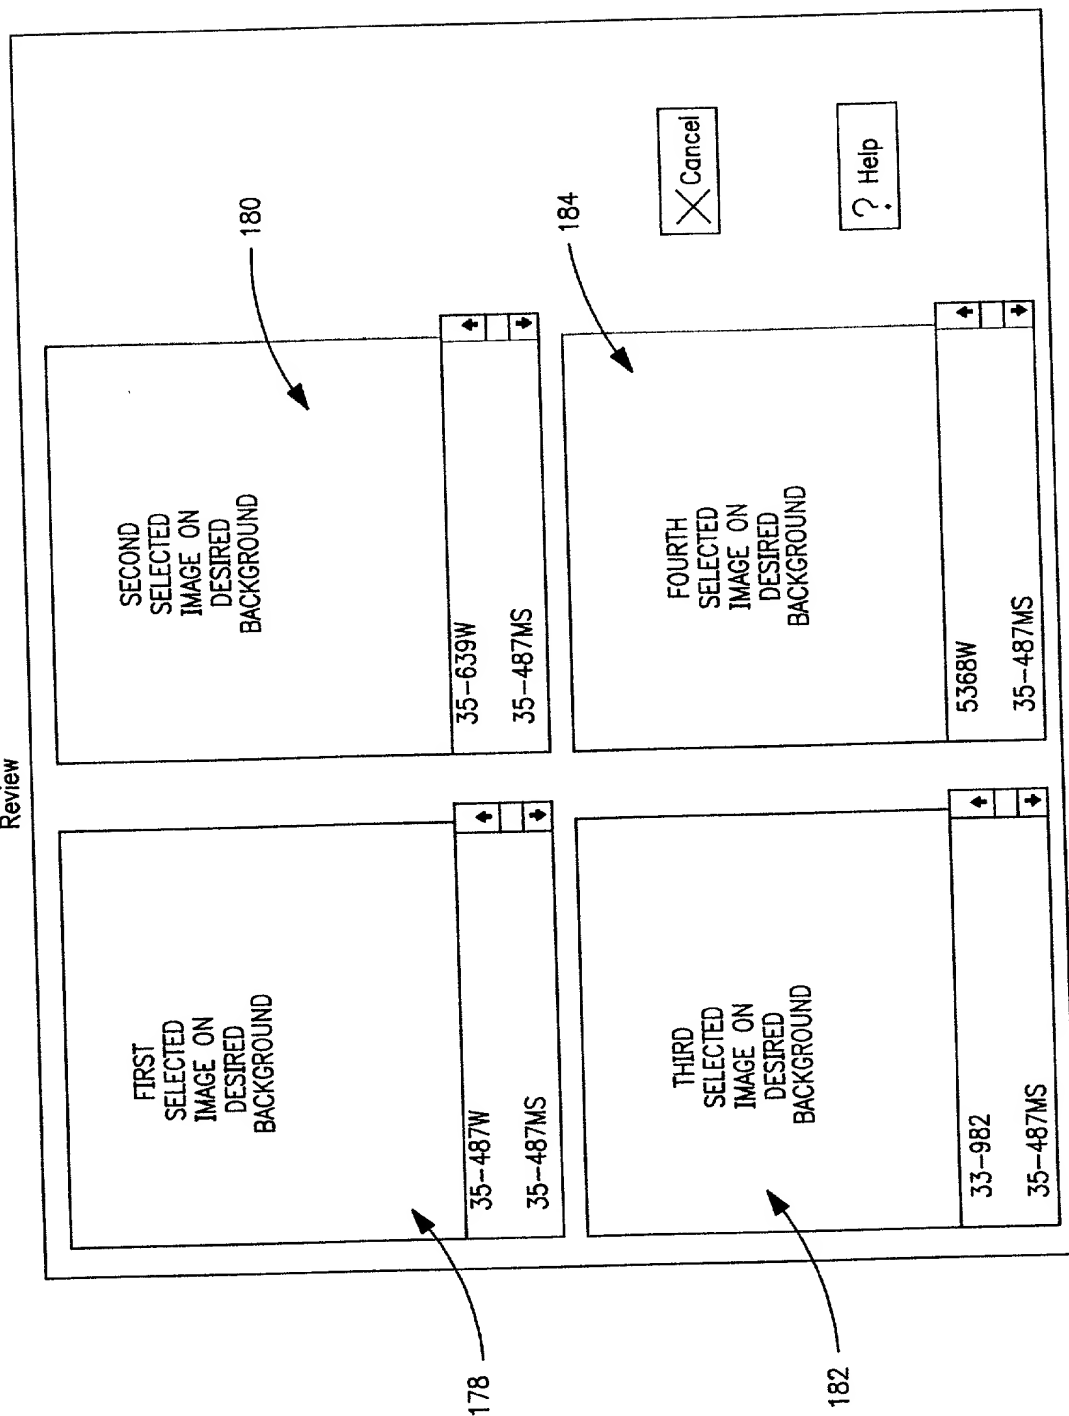 Review
FIRST
SELECTED
IMAGE ON
DESIRED
BACKGROUND
35-487W
35-487MS
178
SECOND
SELECTED
IMAGE ON
DESIRED
BACKGROUND
35-639W
35-487MS
180
THIRD
SELECTED
IMAGE ON
DESIRED
BACKGROUND
33-982
35-487MS
182
FOURTH
SELECTED
IMAGE ON
DESIRED
BACKGROUND
5368W
35-487MS
184
Cancel
? Help